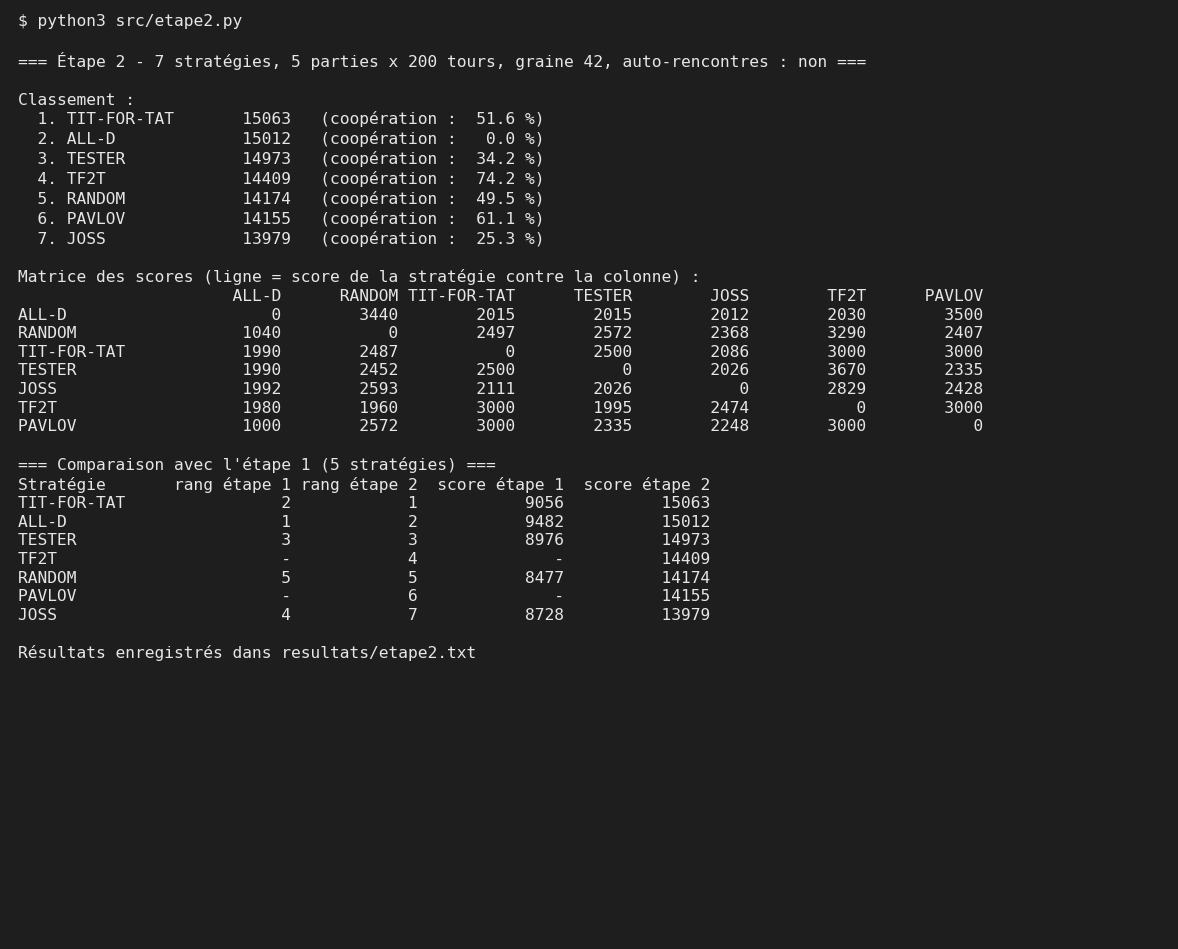 $ python3 src/etape2.py

=== Étape 2 - 7 stratégies, 5 parties x 200 tours, graine 42, auto-rencontres : non ===

Classement :
  1. TIT-FOR-TAT       15063   (coopération :  51.6 %)
  2. ALL-D             15012   (coopération :   0.0 %)
  3. TESTER            14973   (coopération :  34.2 %)
  4. TF2T              14409   (coopération :  74.2 %)
  5. RANDOM            14174   (coopération :  49.5 %)
  6. PAVLOV            14155   (coopération :  61.1 %)
  7. JOSS              13979   (coopération :  25.3 %)

Matrice des scores (ligne = score de la stratégie contre la colonne) :
                      ALL-D      RANDOM TIT-FOR-TAT      TESTER        JOSS        TF2T      PAVLOV
ALL-D                     0        3440        2015        2015        2012        2030        3500
RANDOM                 1040           0        2497        2572        2368        3290        2407
TIT-FOR-TAT            1990        2487           0        2500        2086        3000        3000
TESTER                 1990        2452        2500           0        2026        3670        2335
JOSS                   1992        2593        2111        2026           0        2829        2428
TF2T                   1980        1960        3000        1995        2474           0        3000
PAVLOV                 1000        2572        3000        2335        2248        3000           0

=== Comparaison avec l'étape 1 (5 stratégies) ===
Stratégie       rang étape 1 rang étape 2  score étape 1  score étape 2
TIT-FOR-TAT                2            1           9056          15063
ALL-D                      1            2           9482          15012
TESTER                     3            3           8976          14973
TF2T                       -            4              -          14409
RANDOM                     5            5           8477          14174
PAVLOV                     -            6              -          14155
JOSS                       4            7           8728          13979

Résultats enregistrés dans resultats/etape2.txt